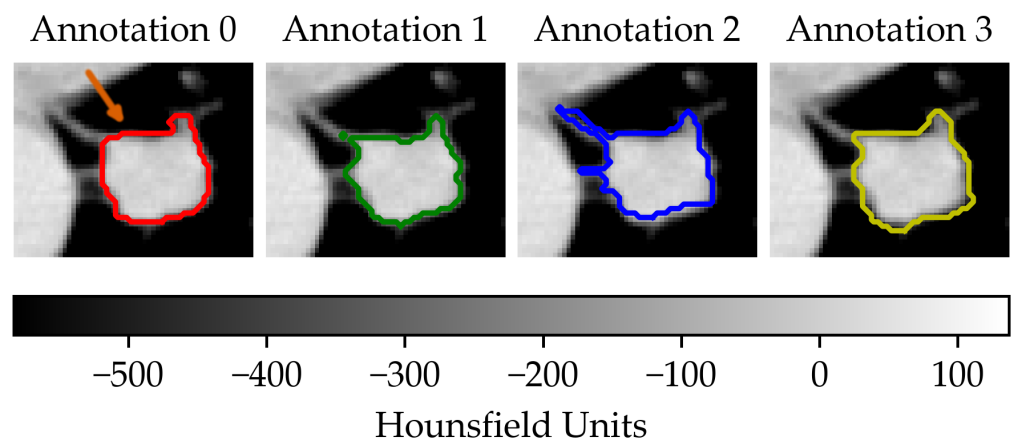 Annotation 0 Annotation 1 Annotation 2 Annotation 3
−500 −400 −300 −200 −100 0 100
Hounsfield Units